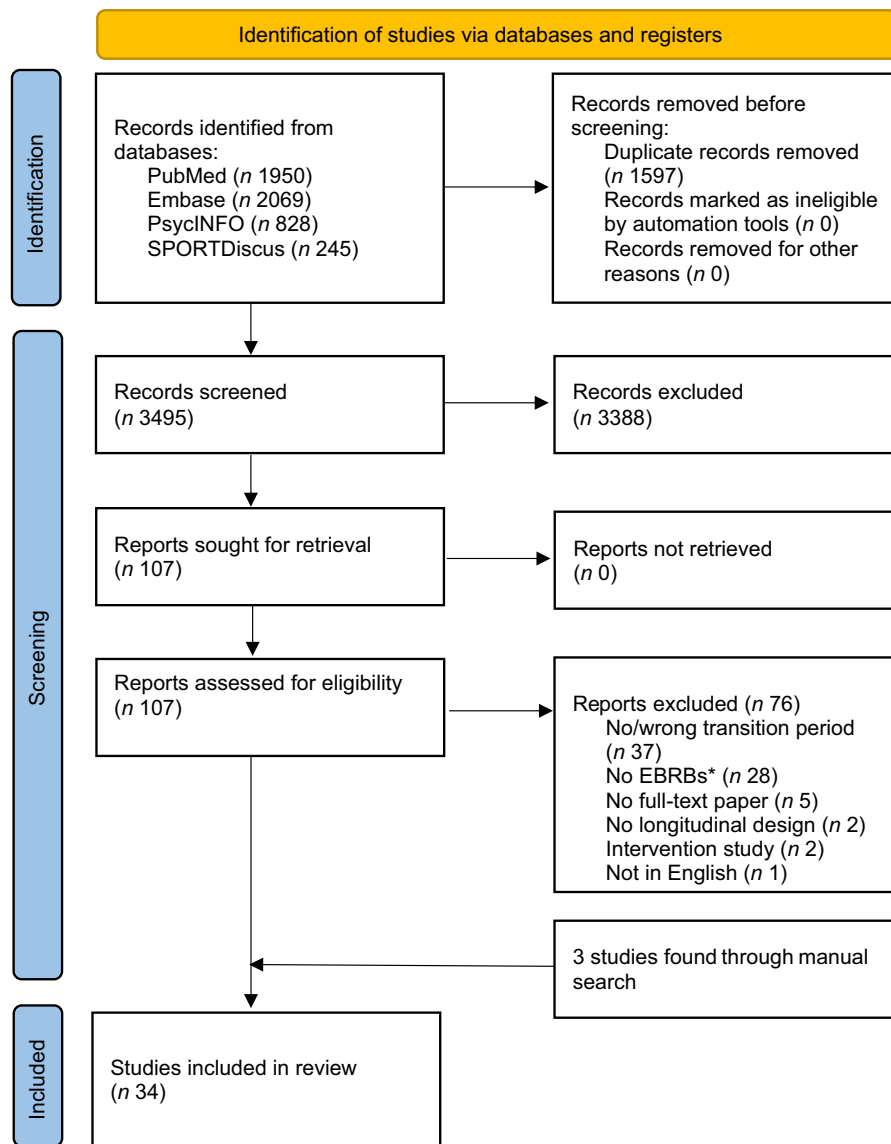 Identification of studies via databases and registers
Identification
Records identified from
databases:
PubMed (n 1950)
Embase (n 2069)
PsycINFO (n 828)
SPORTDiscus (n 245)
Records removed before
screening:
Duplicate records removed
(n 1597)
Records marked as ineligible
by automation tools (n 0)
Records removed for other
reasons (n 0)
Screening
Records screened
(n 3495)
Records excluded
(n 3388)
Reports sought for retrieval
(n 107)
Reports not retrieved
(n 0)
Reports assessed for eligibility
(n 107)
Reports excluded (n 76)
No/wrong transition period
(n 37)
No EBRBs* (n 28)
No full-text paper (n 5)
No longitudinal design (n 2)
Intervention study (n 2)
Not in English (n 1)
3 studies found through manual
search
Included
Studies included in review
(n 34)